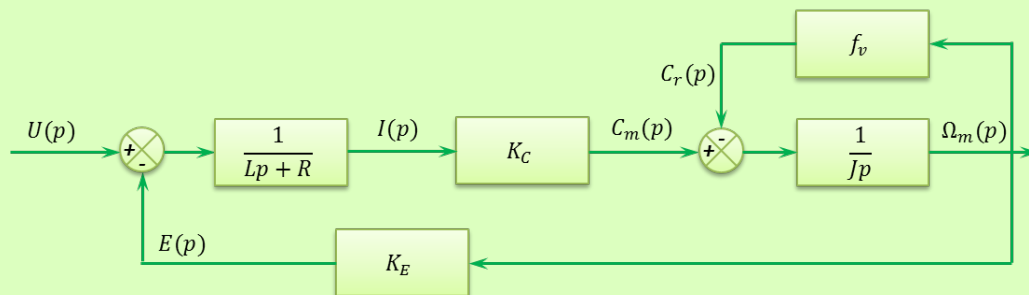 f_v
C_r(p)
U(p)
+
-
1
Lp + R
I(p)
K_C
C_m(p)
-
+
1
Jp
Ω_m(p)
E(p)
K_E